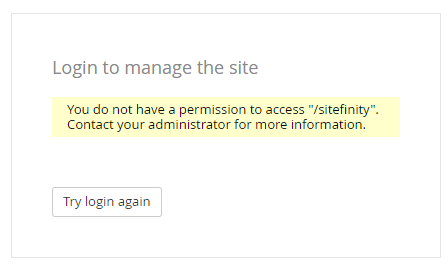 Login to manage the site
You do not have a permission to access "/sitefinity".
Contact your administrator for more information.
Try login again